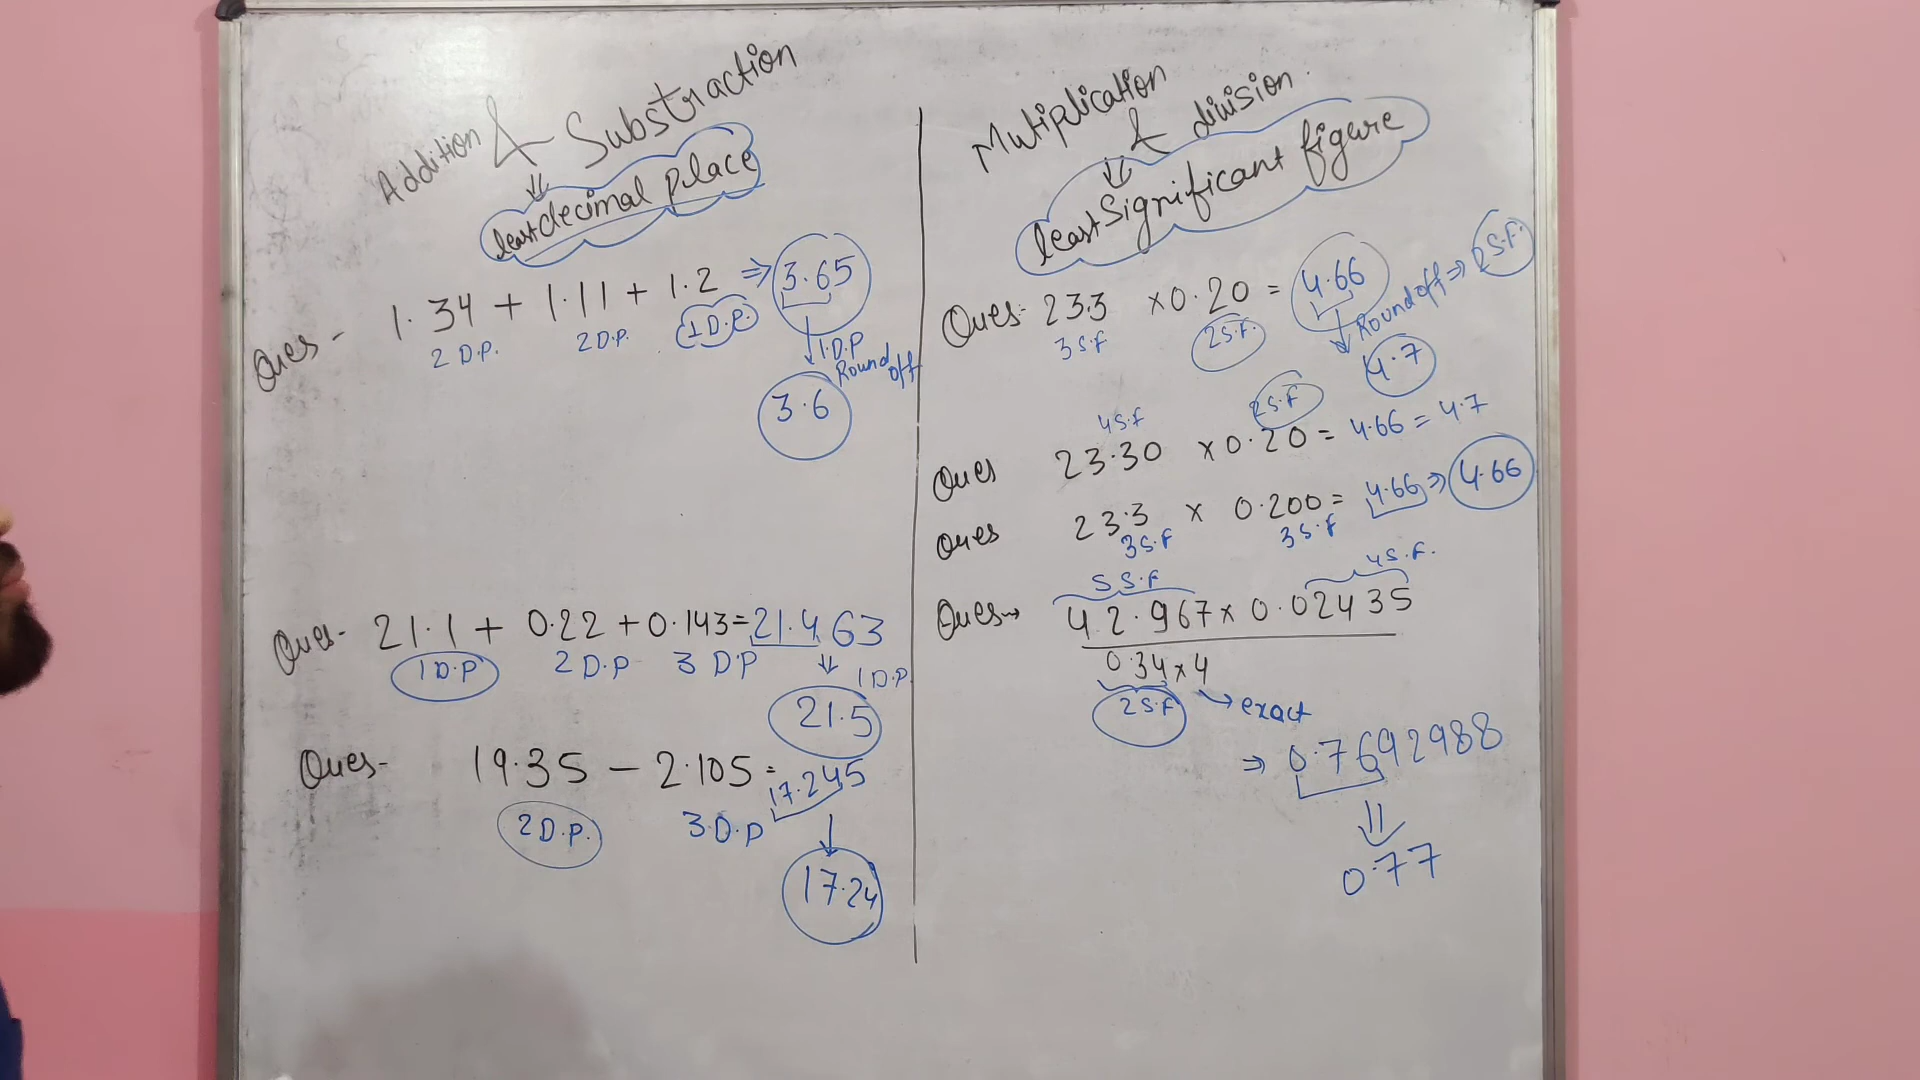 Addition & Substraction
⇓
least decimal place
Ques - 1.34 + 1.11 + 1.2 ⇒ 3.65
2 D.P. 2 D.P. 1 D.P.
↓ 1.D.P
Round off
3.6
Ques- 21.1 + 0.22 + 0.143 = 21.463
1 D.P 2 D.P 3 D.P
⇓ 1 D.P.
21.5
Ques- 19.35 - 2.105 = 17.245
2 D.P. 3.D.P
↓
17.24
Mutiplication & division
⇓
least Significant figure
Ques- 23.3 × 0.20 = 4.66
3 S.F 2 S.F.
↓ Round off ⇒ 2 S.F.
4.7
4 S.F 2 S.F
Ques 23.30 × 0.20 = 4.66 = 4.7
Ques 23.3 × 0.200 = 4.66 ⇒ 4.66
3 S.F 3 S.F
5 S.F 4 S.F.
Ques→ 42.967 × 0.02435
0.34 × 4
2 S.F → exact
⇒ 0.7692988
⇓
0.77